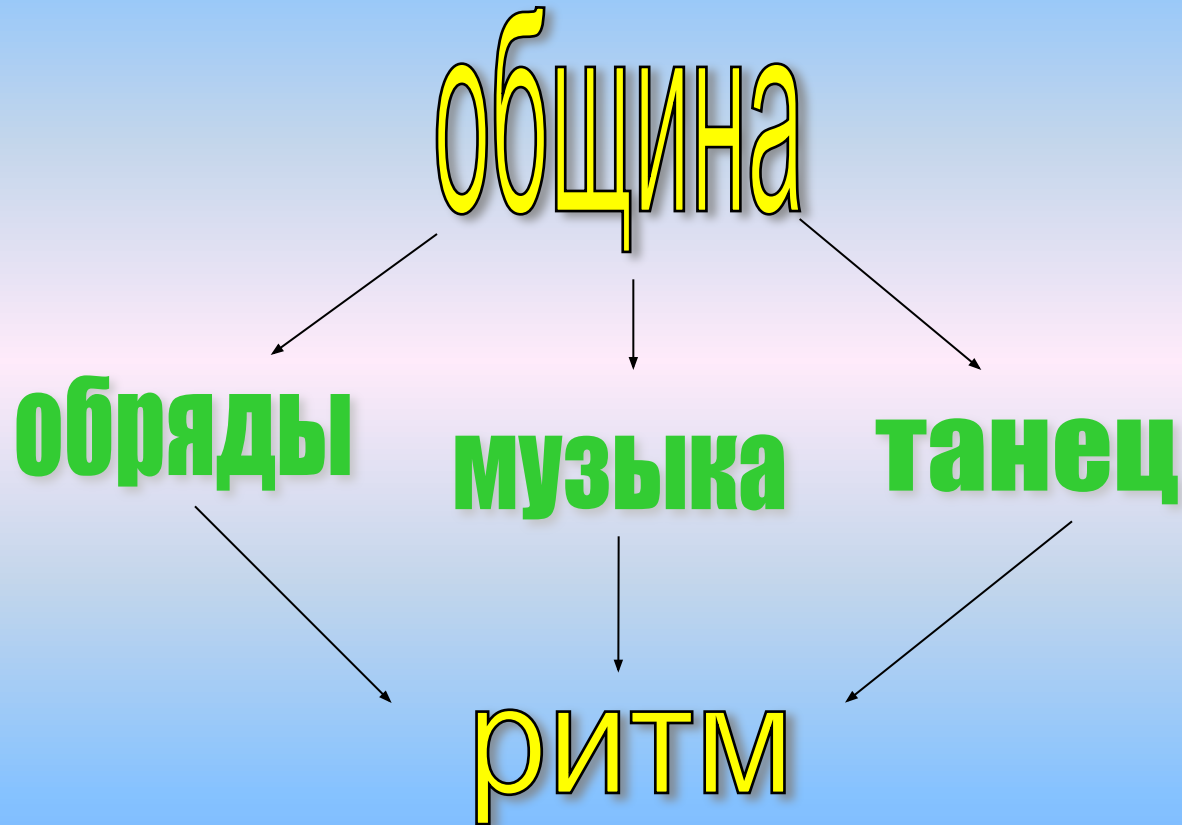 община
обряды
музыка
танец
ритм